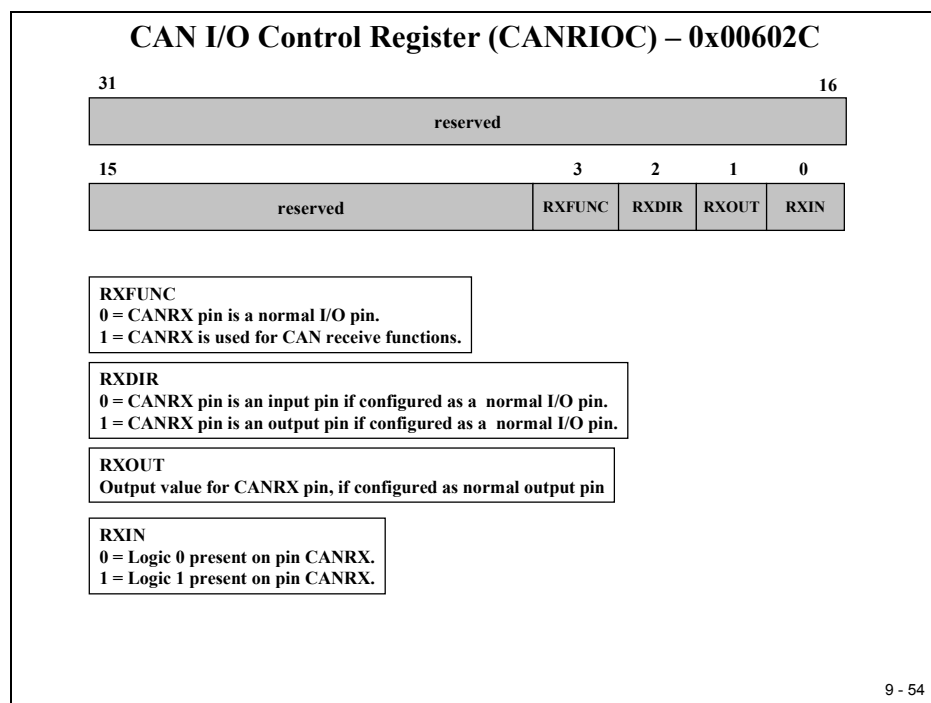 CAN I/O Control Register (CANRIOC) – 0x00602C
31 16
reserved
15 3 2 1 0
reserved RXFUNC RXDIR RXOUT RXIN
RXFUNC
0 = CANRX pin is a normal I/O pin.
1 = CANRX is used for CAN receive functions.
RXDIR
0 = CANRX pin is an input pin if configured as a normal I/O pin.
1 = CANRX pin is an output pin if configured as a normal I/O pin.
RXOUT
Output value for CANRX pin, if configured as normal output pin
RXIN
0 = Logic 0 present on pin CANRX.
1 = Logic 1 present on pin CANRX.
9 - 54